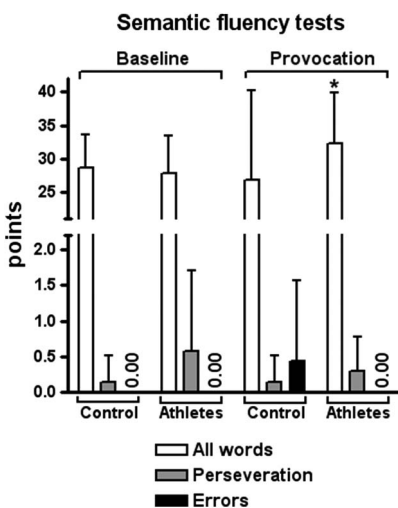 Semantic fluency tests
Baseline Provocation
*
40
35
30
25
points
2.0
1.5
1.0
0.5
0.0
0.00 0.00 0.00
Control Athletes Control Athletes
All words
Perseveration
Errors